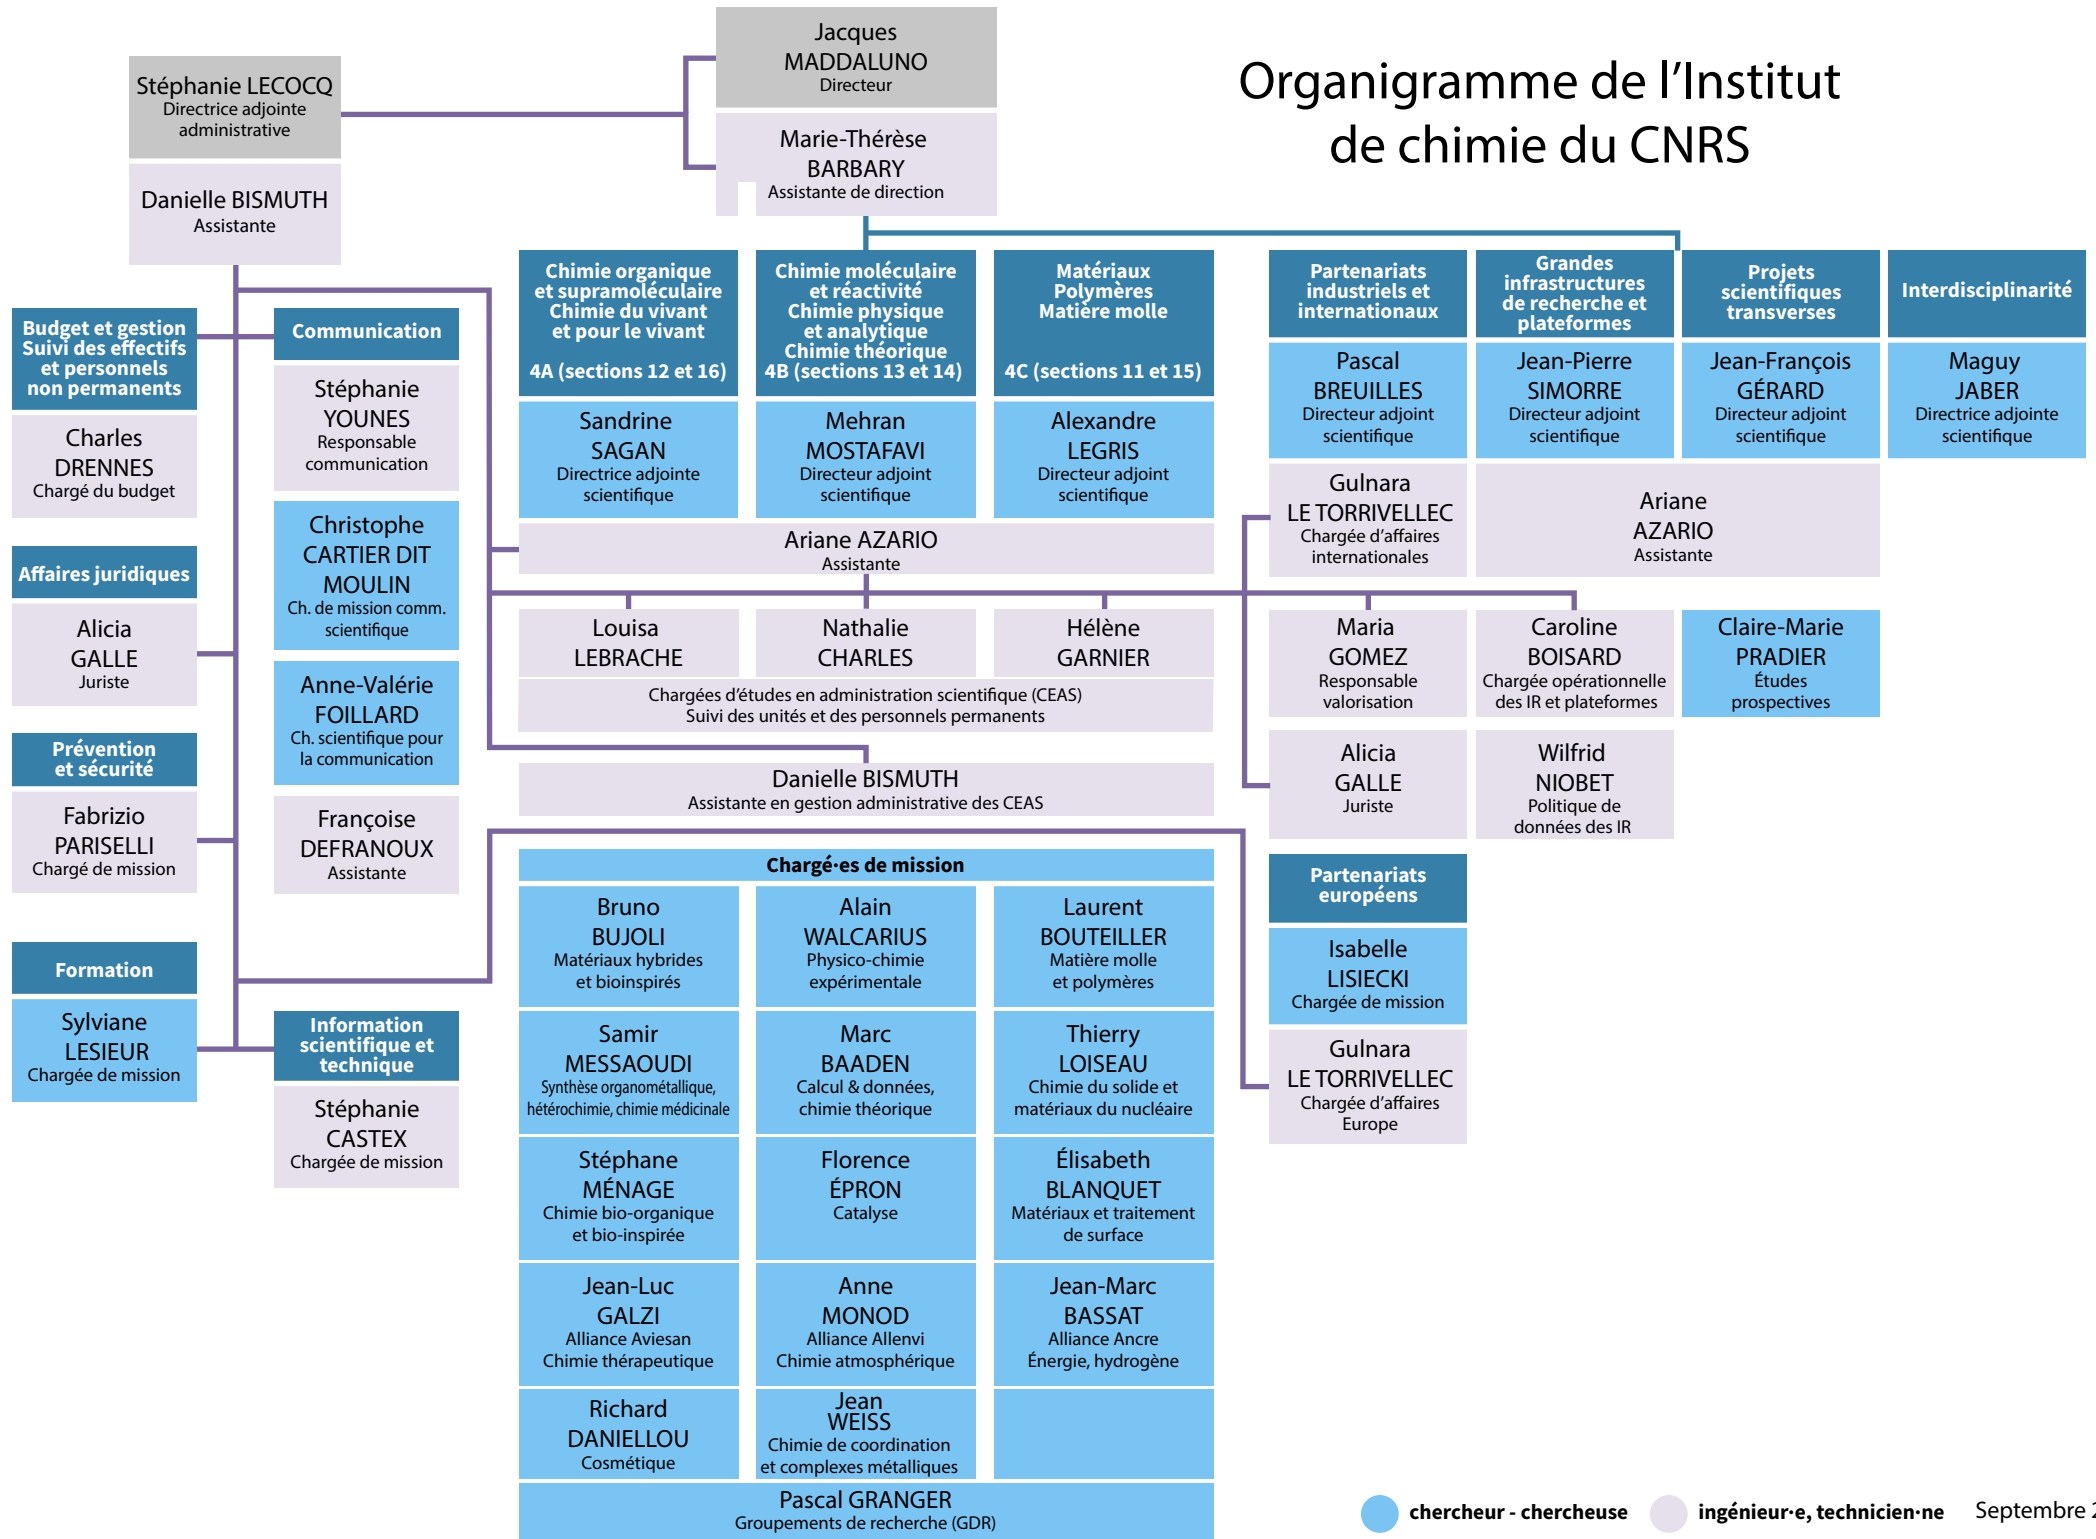 Organigramme de l'Institut
de chimie du CNRS
Jacques
MADDALUNO
Directeur
Marie-Thérèse
BARBARY
Assistante de direction
Stéphanie LECOCQ
Directrice adjointe
administrative
Danielle BISMUTH
Assistante
Budget et gestion
Suivi des effectifs
et personnels
non permanents
Charles
DRENNES
Chargé du budget
Affaires juridiques
Alicia
GALLE
Juriste
Prévention
et sécurité
Fabrizio
PARISELLI
Chargé de mission
Formation
Sylviane
LESIEUR
Chargée de mission
Communication
Stéphanie
YOUNES
Responsable
communication
Christophe
CARTIER DIT
MOULIN
Ch. de mission comm.
scientifique
Anne-Valérie
FOILLARD
Ch. scientifique pour
la communication
Françoise
DEFRANOUX
Assistante
Information
scientifique et
technique
Stéphanie
CASTEX
Chargée de mission
Chimie organique
et supramoléculaire
Chimie du vivant
et pour le vivant
4A (sections 12 et 16)
Sandrine
SAGAN
Directrice adjointe
scientifique
Chimie moléculaire
et réactivité
Chimie physique
et analytique
Chimie théorique
4B (sections 13 et 14)
Mehran
MOSTAFAVI
Directeur adjoint
scientifique
Matériaux
Polymères
Matière molle
4C (sections 11 et 15)
Alexandre
LEGRIS
Directeur adjoint
scientifique
Ariane AZARIO
Assistante
Louisa
LEBRACHE
Nathalie
CHARLES
Hélène
GARNIER
Chargées d'études en administration scientifique (CEAS)
Suivi des unités et des personnels permanents
Danielle BISMUTH
Assistante en gestion administrative des CEAS
Chargé·es de mission
Bruno
BUJOLI
Matériaux hybrides
et bioinspirés
Alain
WALCARIUS
Physico-chimie
expérimentale
Laurent
BOUTEILLER
Matière molle
et polymères
Samir
MESSAOUDI
Synthèse organométallique,
hétérochimie, chimie médicinale
Marc
BAADEN
Calcul & données,
chimie théorique
Thierry
LOISEAU
Chimie du solide et
matériaux du nucléaire
Stéphane
MÉNAGE
Chimie bio-organique
et bio-inspirée
Florence
ÉPRON
Catalyse
Élisabeth
BLANQUET
Matériaux et traitement
de surface
Jean-Luc
GALZI
Alliance Aviesan
Chimie thérapeutique
Anne
MONOD
Alliance Allenvi
Chimie atmosphérique
Jean-Marc
BASSAT
Alliance Ancre
Énergie, hydrogène
Richard
DANIELLOU
Cosmétique
Jean
WEISS
Chimie de coordination
et complexes métalliques
Pascal GRANGER
Groupements de recherche (GDR)
Partenariats
industriels et
internationaux
Pascal
BREUILLES
Directeur adjoint
scientifique
Gulnara
LE TORRIVELLEC
Chargée d'affaires
internationales
Maria
GOMEZ
Responsable
valorisation
Alicia
GALLE
Juriste
Grandes
infrastructures
de recherche et
plateformes
Jean-Pierre
SIMORRE
Directeur adjoint
scientifique
Projets
scientifiques
transverses
Jean-François
GÉRARD
Directeur adjoint
scientifique
Ariane
AZARIO
Assistante
Caroline
BOISARD
Chargée opérationnelle
des IR et plateformes
Claire-Marie
PRADIER
Études
prospectives
Wilfrid
NIOBET
Politique de
données des IR
Interdisciplinarité
Maguy
JABER
Directrice adjointe
scientifique
Partenariats
européens
Isabelle
LISIECKI
Chargée de mission
Gulnara
LE TORRIVELLEC
Chargée d'affaires
Europe
chercheur - chercheuse
ingénieur·e, technicien·ne
Septembre